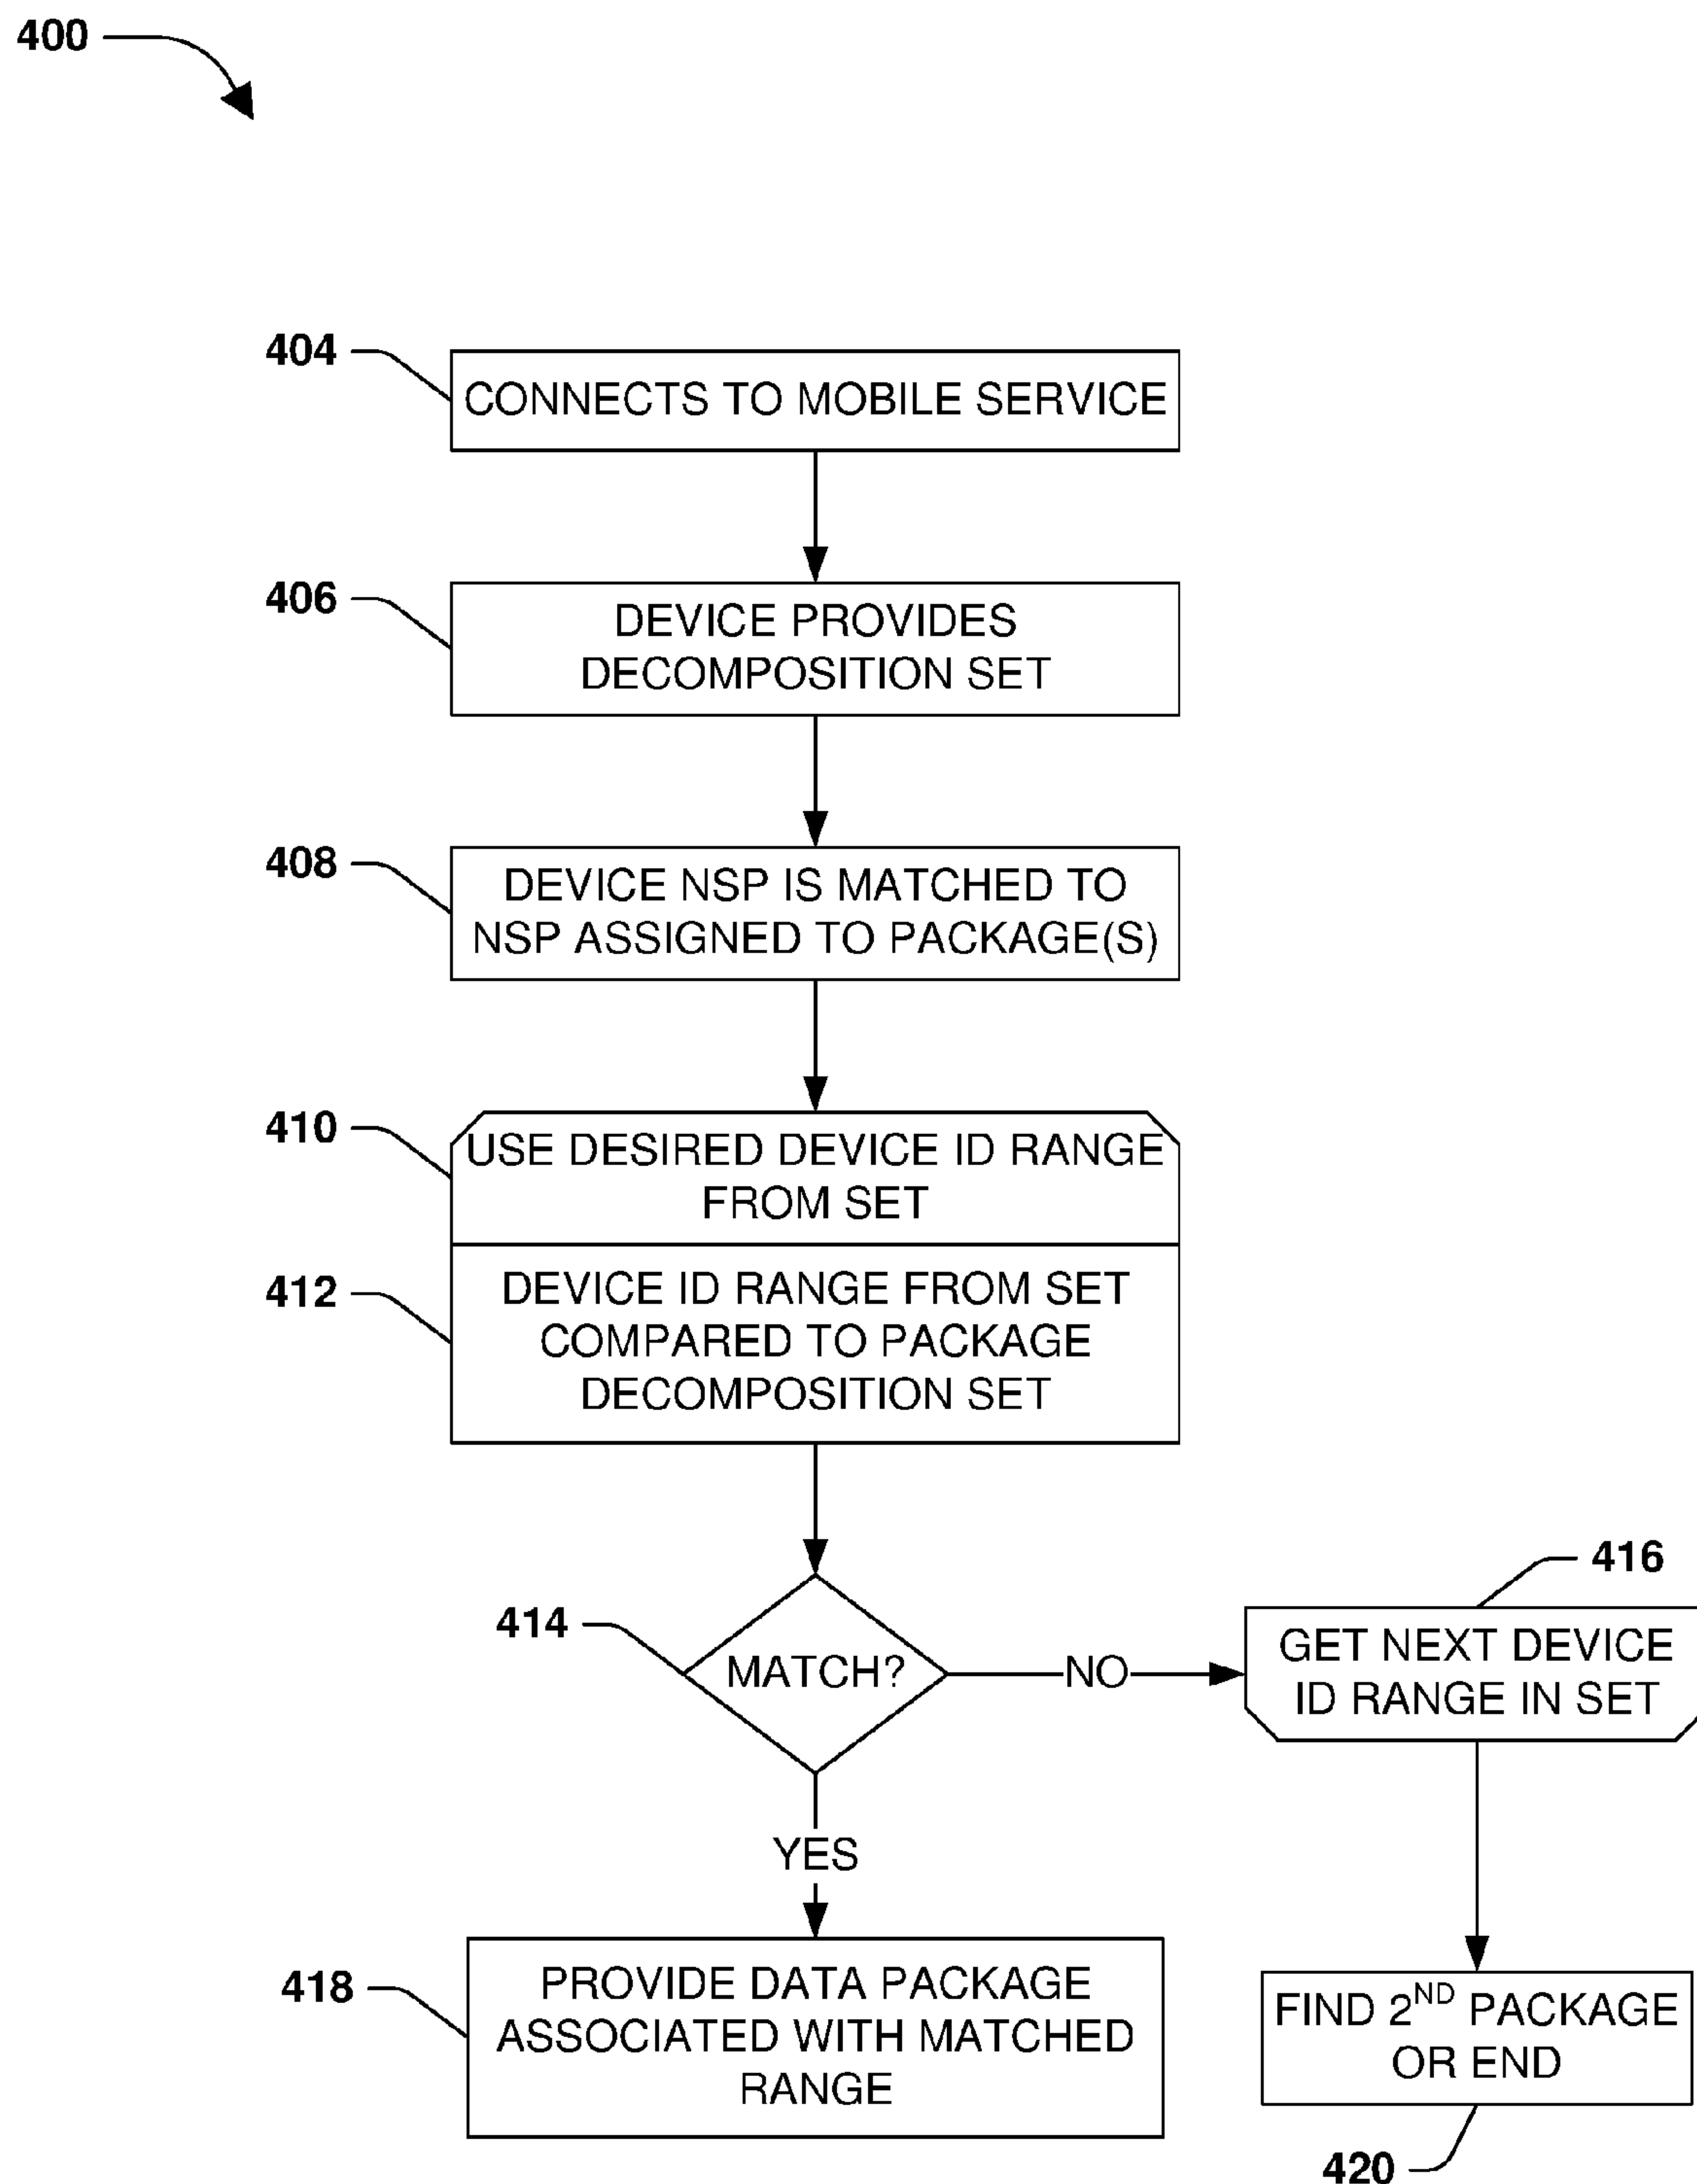 400
404
CONNECTS TO MOBILE SERVICE
406
DEVICE PROVIDES
DECOMPOSITION SET
408
DEVICE NSP IS MATCHED TO
NSP ASSIGNED TO PACKAGE(S)
410
USE DESIRED DEVICE ID RANGE
FROM SET
412
DEVICE ID RANGE FROM SET
COMPARED TO PACKAGE
DECOMPOSITION SET
414
MATCH?
NO
416
GET NEXT DEVICE
ID RANGE IN SET
YES
418
PROVIDE DATA PACKAGE
ASSOCIATED WITH MATCHED
RANGE
FIND 2ND PACKAGE
OR END
420